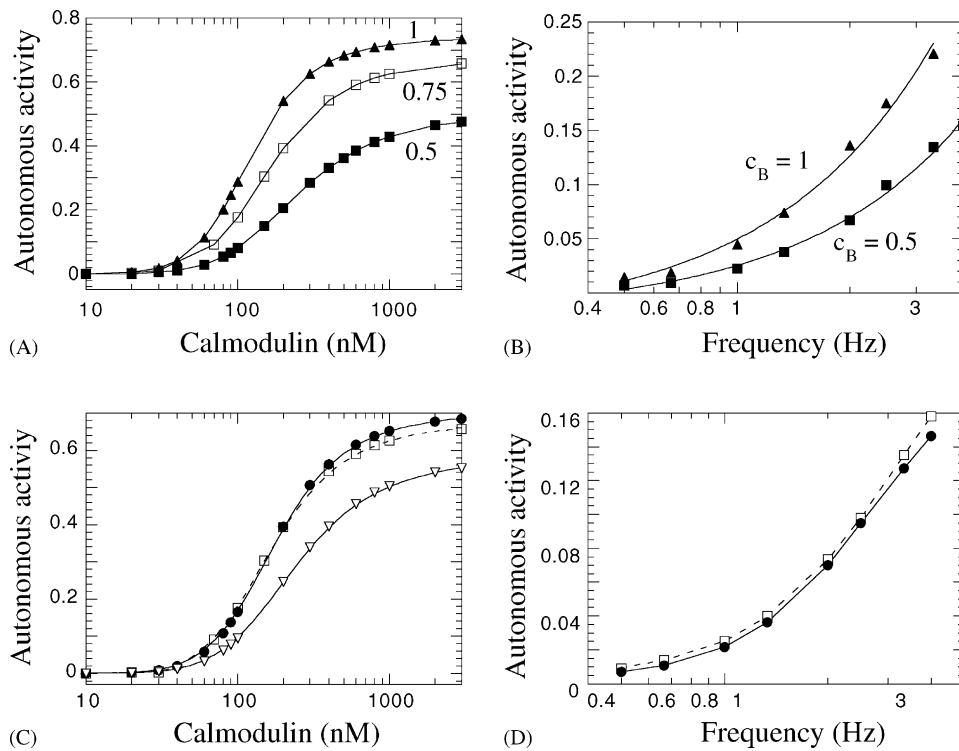 0.8
0.6
0.4
0.2
0
Autonomous activity
1
0.75
0.5
10
100
1000
Calmodulin (nM)
(A)
0.25
0.2
0.15
0.1
0.05
Autonomous activity
c_B = 1
c_B = 0.5
0.4
0.6
0.8
1
3
Frequency (Hz)
(B)
0.6
0.4
0.2
0
Autonomous activiy
10
100
1000
Calmodulin (nM)
(C)
0.16
0.12
0.08
0.04
0
Autonomous activity
0.4
0.6
0.8
1
3
Frequency (Hz)
(D)